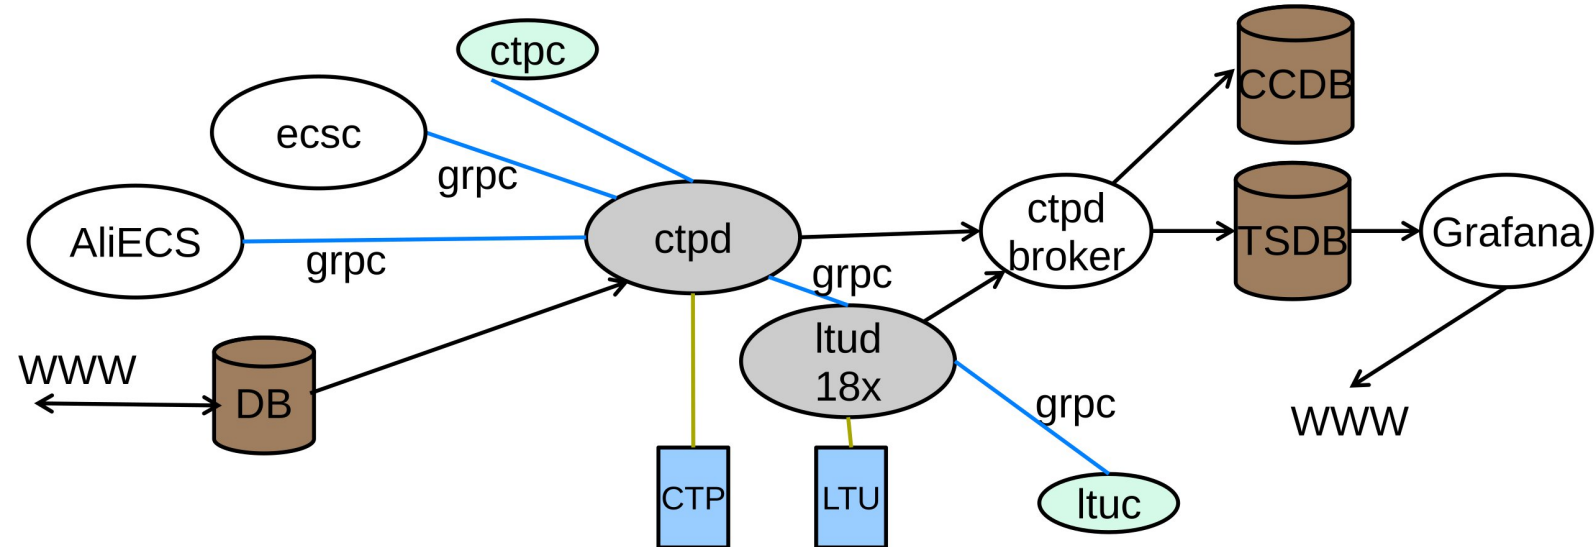 ctpc
CCDB
ecsc
grpc
AliECS
grpc
ctpd
grpc
ctpd
broker
TSDB
Grafana
ltud
18x
WWW
DB
grpc
WWW
CTP
LTU
ltuc